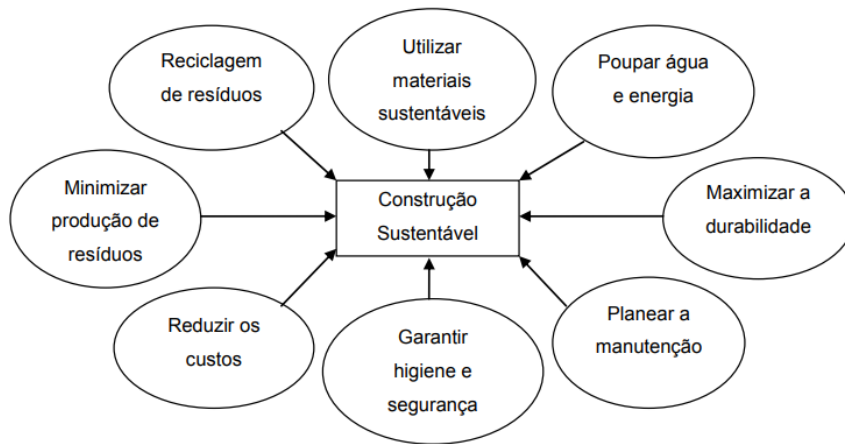 Reciclagem
de resíduos
Utilizar
materiais
sustentáveis
Poupar água
e energia
Minimizar
produção de
resíduos
Construção
Sustentável
Maximizar a
durabilidade
Reduzir os
custos
Garantir
higiene e
segurança
Planear a
manutenção